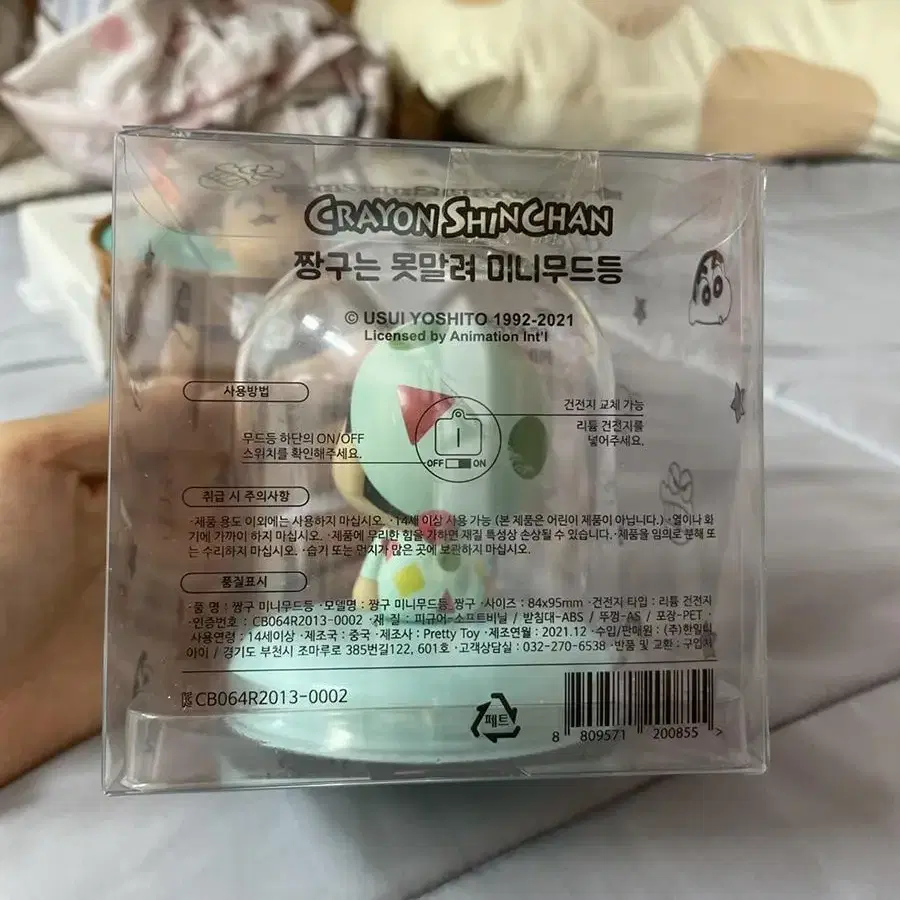 CRAYON SHINCHAN
짱구는 못말려 미니무드등
© USUI YOSHITO 1992-2021
Licensed by Animation Int'l
사용방법
무드등 하단의 ON/OFF
스위치를 확인해주세요.
OFF ON
건전지 교체 가능
리튬 건전지를
넣어주세요.
취급 시 주의사항
·제품 용도 이외에는 사용하지 마십시오. ·14세 이상 사용 가능 (본 제품은 어린이 제품이 아닙니다.) ·열이나 화
기에 가까이 하지 마십시오. ·제품에 무리한 힘을 가하면 재질 특성상 손상될 수 있습니다. ·제품을 임의로 분해 또
는 수리하지 마십시오. ·습기 또는 먼지가 많은 곳에 보관하지 마십시오.
품질표시
·품 명 : 짱구 미니무드등 ·모델명 : 짱구 미니무드등_짱구 ·사이즈 : 84x95mm ·건전지 타입 : 리튬 건전지
·인증번호 : CB064R2013-0002 ·재 질 : 피규어-소프트비닐 / 받침대-ABS / 뚜껑-AS / 포장-PET ·
사용연령 : 14세이상 ·제조국 : 중국 ·제조사 : Pretty Toy ·제조연월 : 2021.12 ·수입/판매원 : (주)한일티
아이 / 경기도 부천시 조마루로 385번길122, 601호 ·고객상담실 : 032-270-6538 ·반품 및 교환 : 구입처
CB064R2013-0002
페트
8 809571 200855 >